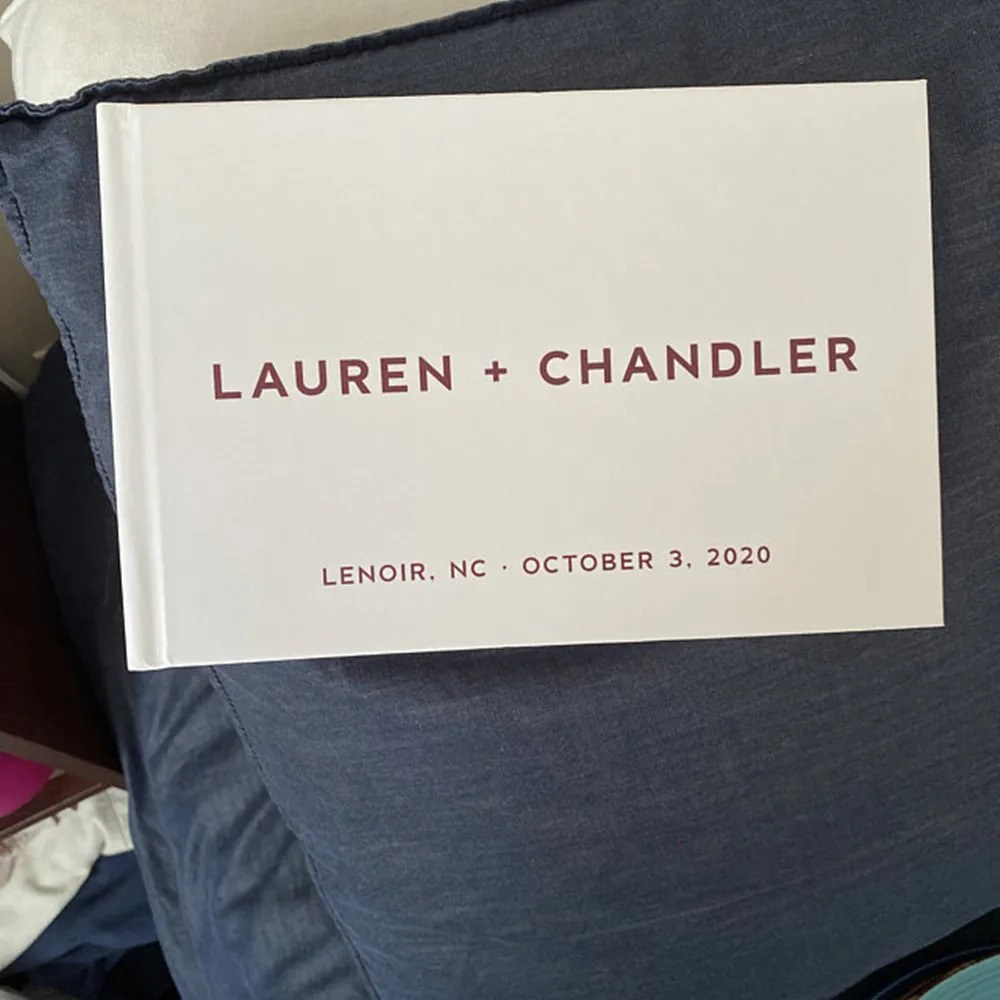 LAUREN + CHANDLER
LENOIR, NC · OCTOBER 3, 2020